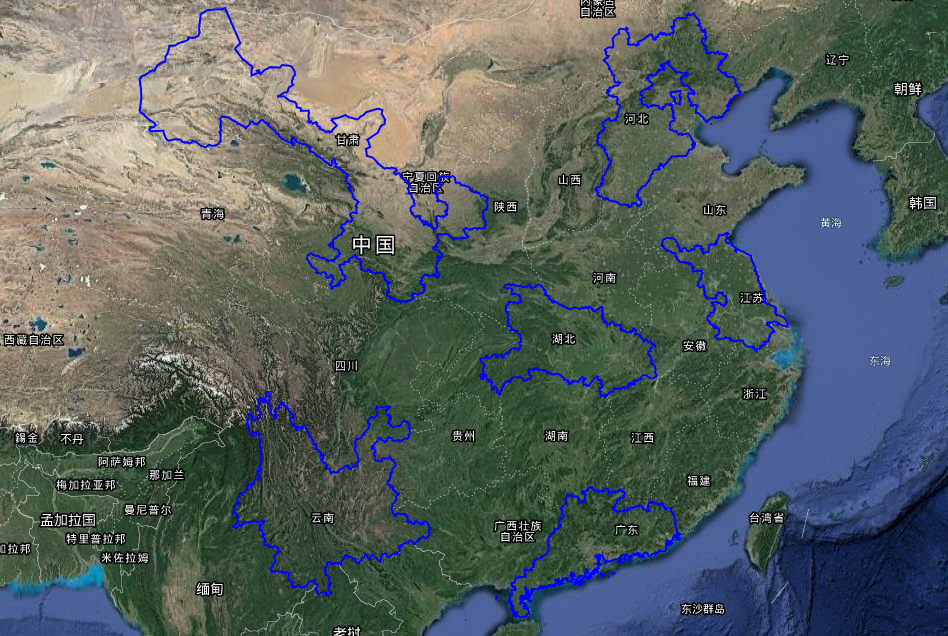 内蒙古
自治区
辽宁
朝鲜
河北
甘肃
宁夏回族
自治区
山西
陕西
韩国
青海
山东
黄海
中国
河南
江苏
西藏自治区
湖北
安徽
东海
四川
浙江
錫金
不丹
贵州
湖南
江西
阿萨姆邦
那加兰
梅加拉亚邦
福建
曼尼普尔
孟加拉国
云南
广西壮族
自治区
广东
台湾省
特里普拉邦
加拉邦
米佐拉姆
缅甸
东沙群岛
老挝